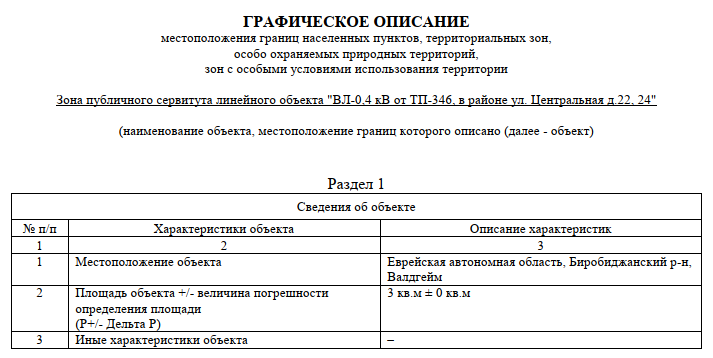 ГРАФИЧЕСКОЕ ОПИСАНИЕ
местоположения границ населенных пунктов, территориальных зон,
особо охраняемых природных территорий,
зон с особыми условиями использования территории
Зона публичного сервитута линейного объекта "ВЛ-0,4 кВ от ТП-346, в районе ул. Центральная д.22, 24"
(наименование объекта, местоположение границ которого описано (далее - объект)
Раздел 1
Сведения об объекте
№ п/п Характеристики объекта Описание характеристик
1 2 3
1 Местоположение объекта Еврейская автономная область, Биробиджанский р-н,
Валдгейм
2 Площадь объекта +/- величина погрешности 3 кв.м ± 0 кв.м
определения площади
(Р+/- Дельта Р)
3 Иные характеристики объекта –